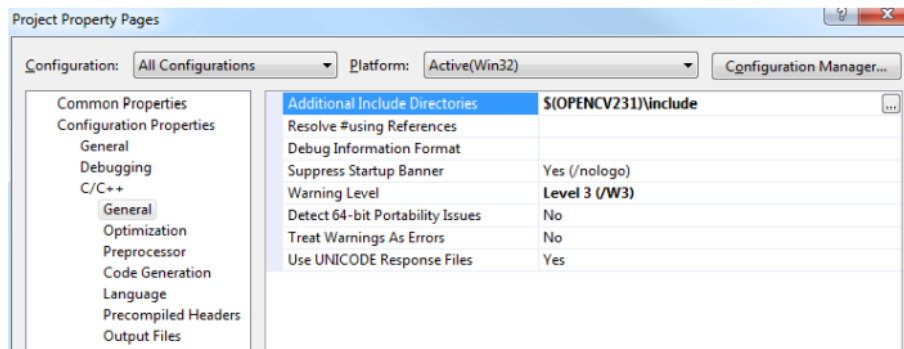 Project Property Pages
Configuration: All Configurations Platform: Active(Win32) Configuration Manager...
Common Properties
Configuration Properties
General
Debugging
C/C++
General
Optimization
Preprocessor
Code Generation
Language
Precompiled Headers
Output Files
Additional Include Directories $(OPENCV231)\include ...
Resolve #using References
Debug Information Format
Suppress Startup Banner Yes (/nologo)
Warning Level Level 3 (/W3)
Detect 64-bit Portability Issues No
Treat Warnings As Errors No
Use UNICODE Response Files Yes